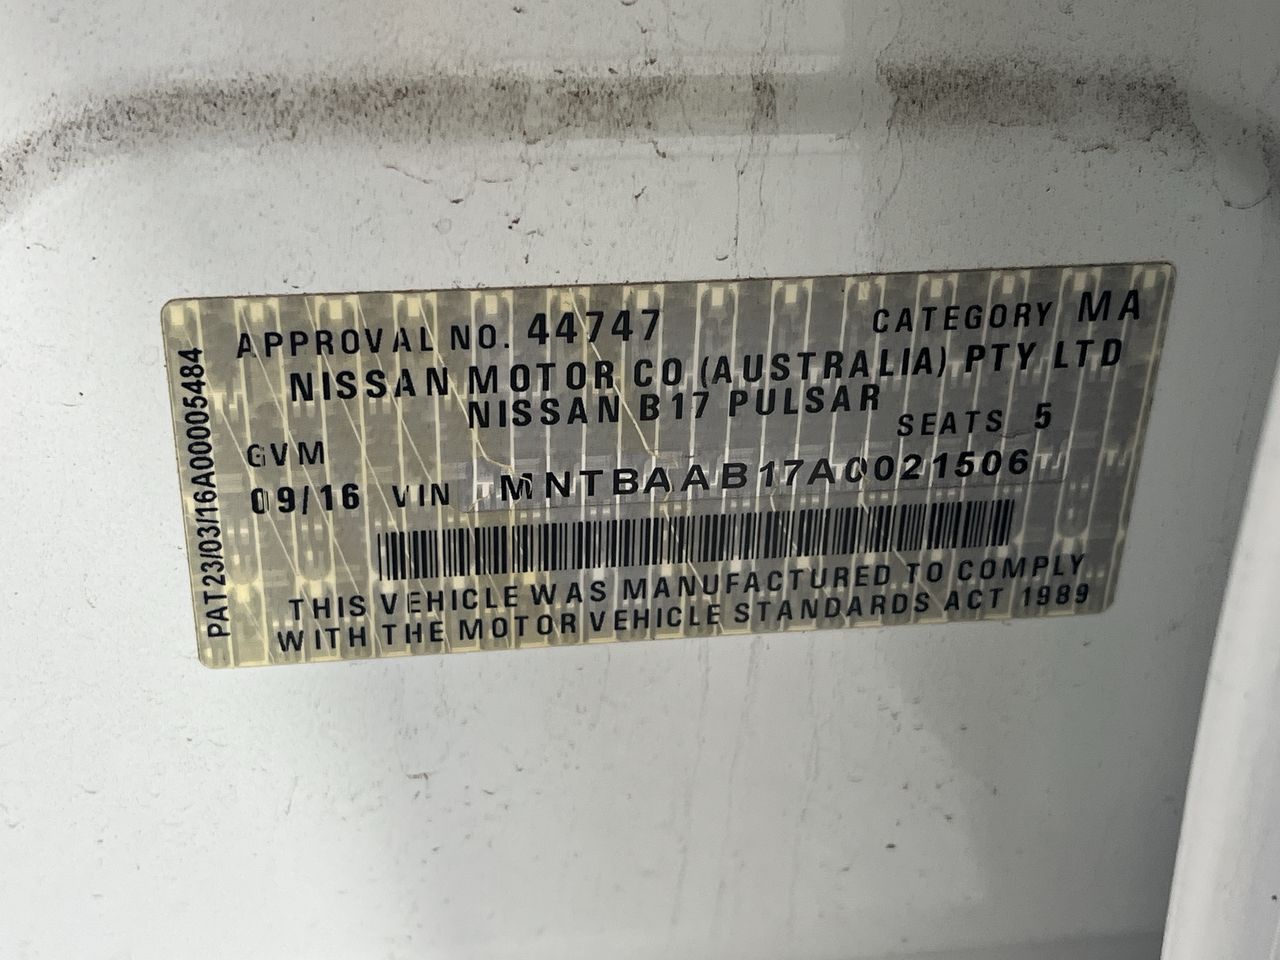 APPROVAL NO. 44747 CATEGORY MA
NISSAN MOTOR CO (AUSTRALIA) PTY LTD
NISSAN B17 PULSAR
GVM SEATS 5
09/16 VIN MNTBAAB17A0021506
THIS VEHICLE WAS MANUFACTURED TO COMPLY
WITH THE MOTOR VEHICLE STANDARDS ACT 1989
PAT23/03/16A00005484